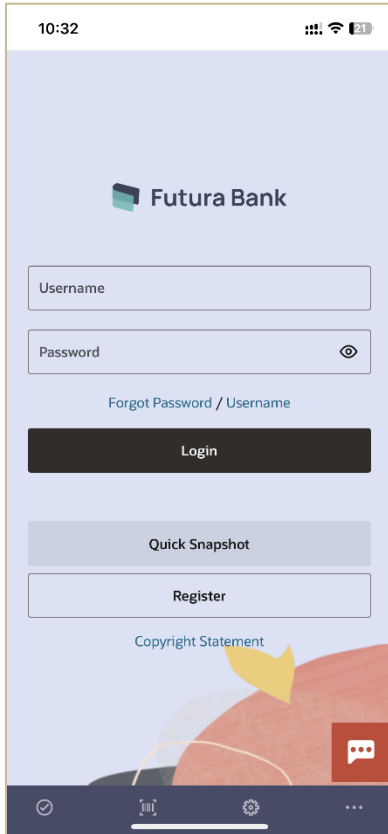 10:32
21
Futura Bank
Username
Password
Forgot Password / Username
Login
Quick Snapshot
Register
Copyright Statement